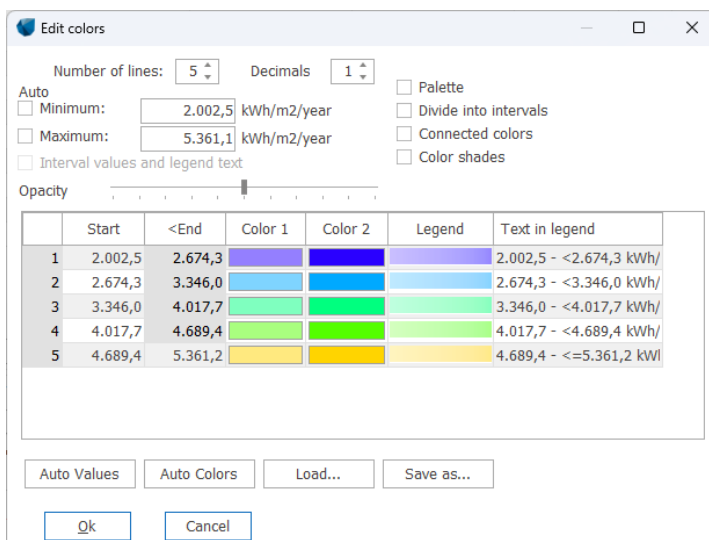 Edit colors
Number of lines: 5 Decimals 1
Auto
Minimum: 2.002,5 kWh/m2/year
Maximum: 5.361,1 kWh/m2/year
Interval values and legend text
Palette
Divide into intervals
Connected colors
Color shades
Opacity
Start <End Color 1 Color 2 Legend Text in legend
1 2.002,5 2.674,3 2.002,5 - <2.674,3 kWh/
2 2.674,3 3.346,0 2.674,3 - <3.346,0 kWh/
3 3.346,0 4.017,7 3.346,0 - <4.017,7 kWh/
4 4.017,7 4.689,4 4.017,7 - <4.689,4 kWh/
5 4.689,4 5.361,2 4.689,4 - <=5.361,2 kWl
Auto Values Auto Colors Load... Save as...
Ok Cancel